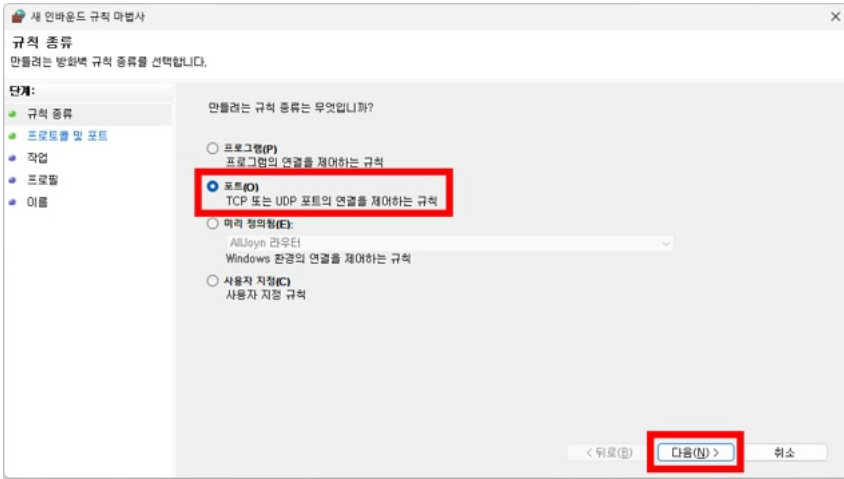 새 인바운드 규칙 마법사
규칙 종류
만들려는 방화벽 규칙 종류를 선택합니다.
단계:
규칙 종류
프로토콜 및 포트
작업
프로필
이름
만들려는 규칙 종류는 무엇입니까?
프로그램(P)
프로그램의 연결을 제어하는 규칙
포트(O)
TCP 또는 UDP 포트의 연결을 제어하는 규칙
미리 정의됨(E):
AllJoyn 라우터
Windows 환경의 연결을 제어하는 규칙
사용자 지정(C)
사용자 지정 규칙
< 뒤로(B) 다음(N) > 취소